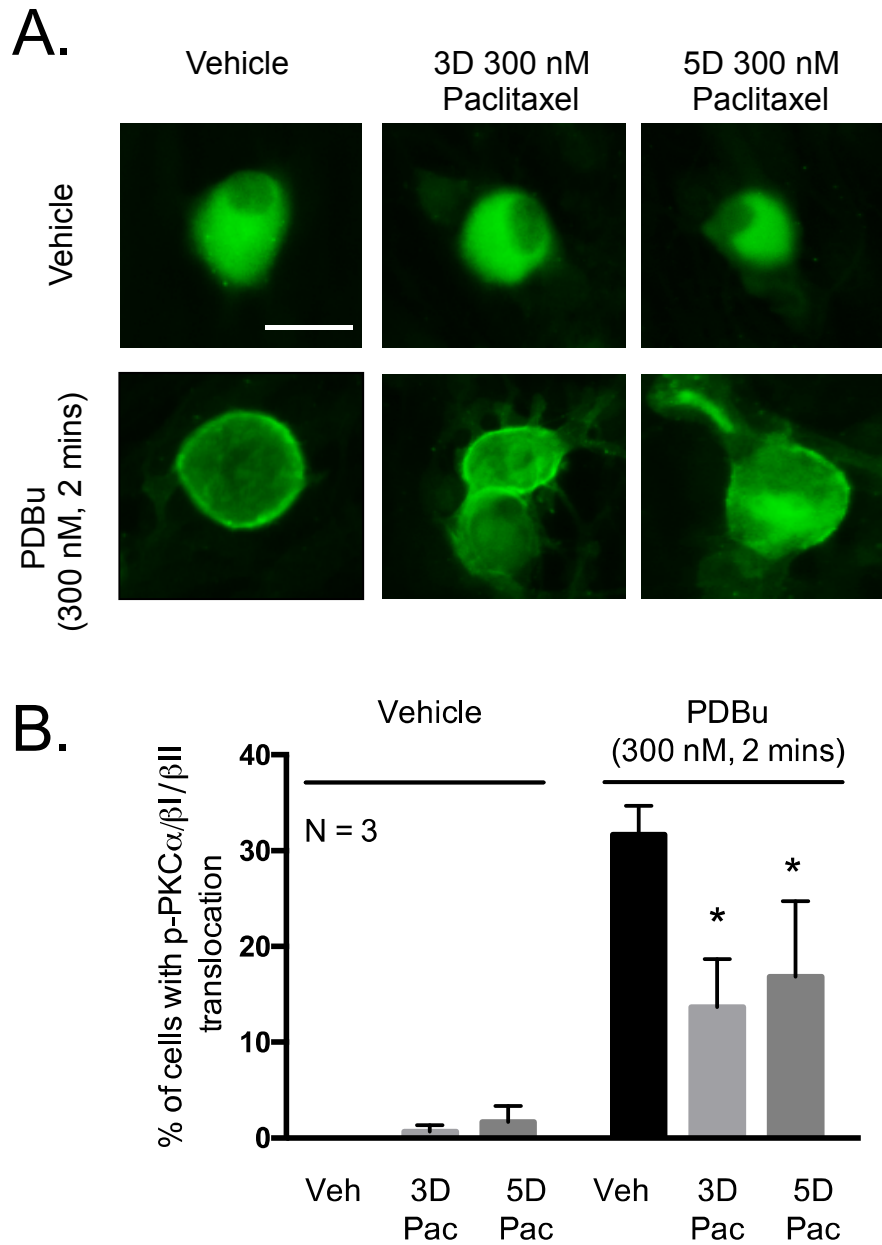 A.
Vehicle
3D 300 nM
Paclitaxel
5D 300 nM
Paclitaxel
Vehicle
PDBu
(300 nM, 2 mins)
B.
Vehicle
PDBu
(300 nM, 2 mins)
% of cells with p-PKCα/βI/βII
translocation
40
30
20
10
0
N = 3
*
*
Veh
3D
Pac
5D
Pac
Veh
3D
Pac
5D
Pac